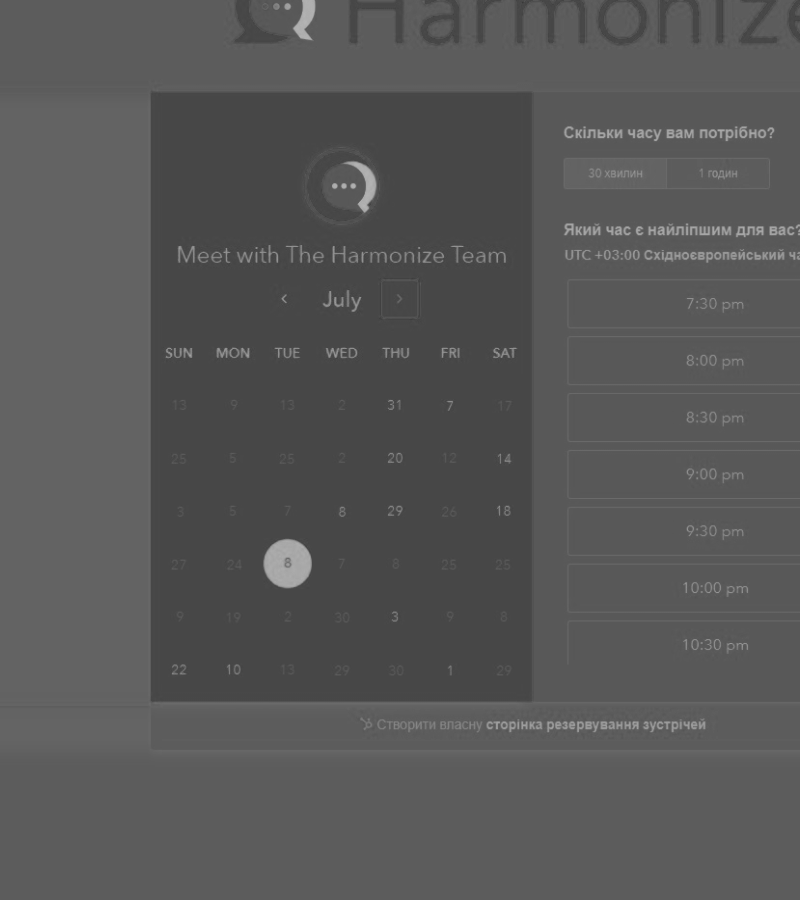 Harmonize
Meet with The Harmonize Team
July
SUN MON TUE WED THU FRI SAT
13 9 13 2 31 7 17
25 5 25 2 20 12 14
3 5 7 8 29 26 18
27 24 8 7 8 25 25
9 19 2 30 3 9 8
22 10 13 29 30 1 29
Скільки часу вам потрібно?
30 хвилин 1 годин
Який час є найліпшим для вас?
UTC +03:00 Східноєвропейський ча
7:30 pm
8:00 pm
8:30 pm
9:00 pm
9:30 pm
10:00 pm
10:30 pm
Створити власну сторінка резервування зустрічей